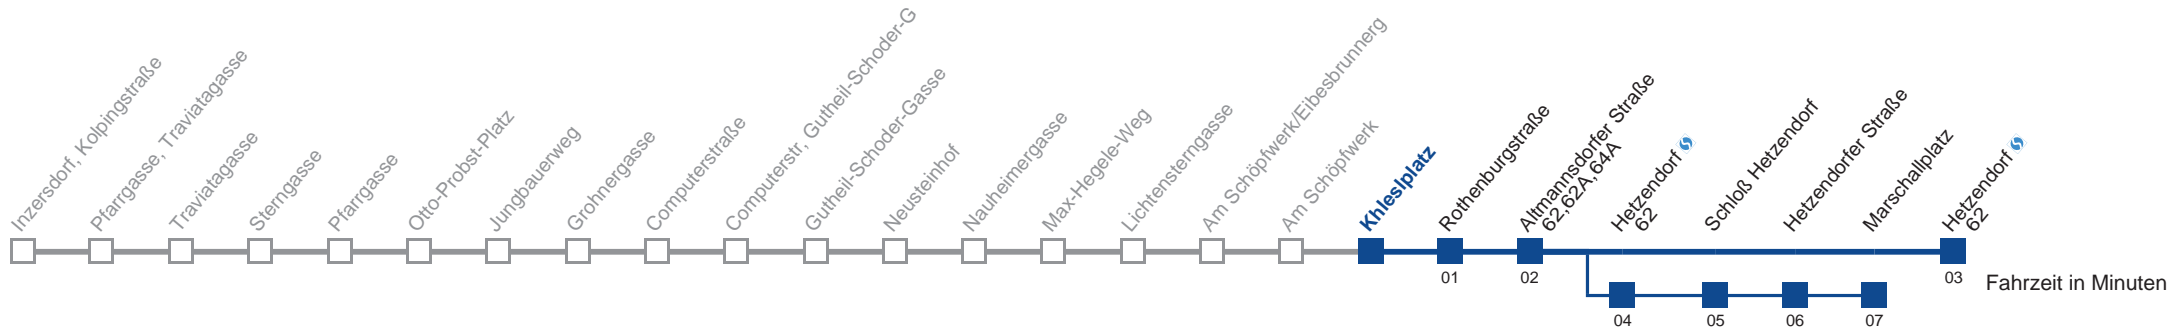 Inzersdorf, Kolpingstraße
Pfarrgasse, Traviatagasse
Traviatagasse
Sterngasse
Pfarrgasse
Otto-Probst-Platz
Jungbauerweg
Grohnergasse
Computerstraße
Computerstr, Gutheil-Schoder-G
Gutheil-Schoder-Gasse
Neusteinhof
Nauheimergasse
Max-Hegele-Weg
Lichtensterngasse
Am Schöpfwerk/Eibesbrunnerg
Am Schöpfwerk
Khleslplatz
Rothenburgstraße
Altmannsdorfer Straße
62,62A,64A
Hetzendorf
62
Schloß Hetzendorf
Hetzendorfer Straße
Marschallplatz
Hetzendorf
62
01
02
03
Fahrzeit in Minuten
04
05
06
07